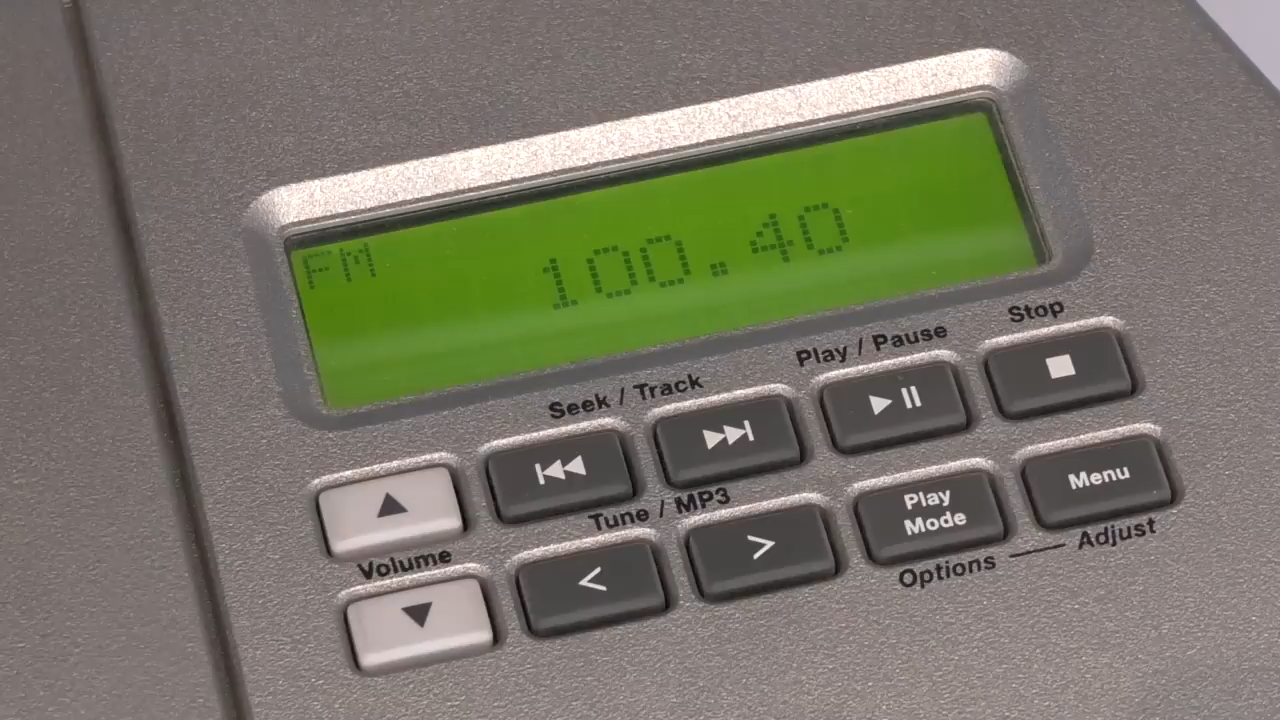 FM 100.40
Stop
Play / Pause
Seek / Track
Menu
Play
Mode
Tune / MP3
Volume
<
>
Options — Adjust